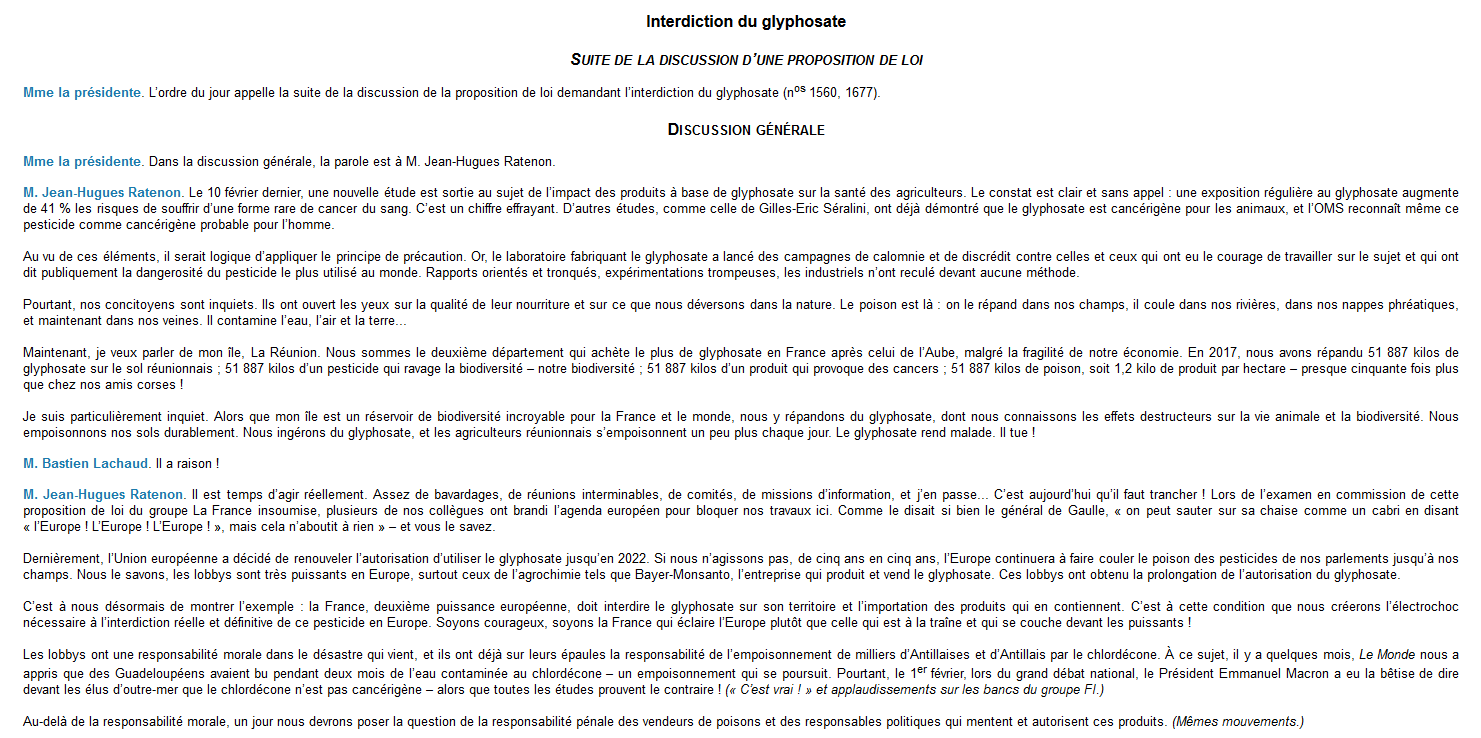 Interdiction du glyphosate
SUITE DE LA DISCUSSION D’UNE PROPOSITION DE LOI
Mme la présidente. L’ordre du jour appelle la suite de la discussion de la proposition de loi demandant l’interdiction du glyphosate (nos 1560, 1677).
DISCUSSION GÉNÉRALE
Mme la présidente. Dans la discussion générale, la parole est à M. Jean-Hugues Ratenon.
M. Jean-Hugues Ratenon. Le 10 février dernier, une nouvelle étude est sortie au sujet de l’impact des produits à base de glyphosate sur la santé des agriculteurs. Le constat est clair et sans appel : une exposition régulière au glyphosate augmente
de 41 % les risques de souffrir d’une forme rare de cancer du sang. C’est un chiffre effrayant. D’autres études, comme celle de Gilles-Eric Séralini, ont déjà démontré que le glyphosate est cancérigène pour les animaux, et l’OMS reconnaît même ce
pesticide comme cancérigène probable pour l’homme.
Au vu de ces éléments, il serait logique d’appliquer le principe de précaution. Or, le laboratoire fabriquant le glyphosate a lancé des campagnes de calomnie et de discrédit contre celles et ceux qui ont eu le courage de travailler sur le sujet et qui ont
dit publiquement la dangerosité du pesticide le plus utilisé au monde. Rapports orientés et tronqués, expérimentations trompeuses, les industriels n’ont reculé devant aucune méthode.
Pourtant, nos concitoyens sont inquiets. Ils ont ouvert les yeux sur la qualité de leur nourriture et sur ce que nous déversons dans la nature. Le poison est là : on le répand dans nos champs, il coule dans nos rivières, dans nos nappes phréatiques,
et maintenant dans nos veines. Il contamine l’eau, l’air et la terre…
Maintenant, je veux parler de mon île, La Réunion. Nous sommes le deuxième département qui achète le plus de glyphosate en France après celui de l’Aube, malgré la fragilité de notre économie. En 2017, nous avons répandu 51 887 kilos de
glyphosate sur le sol réunionnais ; 51 887 kilos d’un pesticide qui ravage la biodiversité – notre biodiversité ; 51 887 kilos d’un produit qui provoque des cancers ; 51 887 kilos de poison, soit 1,2 kilo de produit par hectare – presque cinquante fois plus
que chez nos amis corses !
Je suis particulièrement inquiet. Alors que mon île est un réservoir de biodiversité incroyable pour la France et le monde, nous y répandons du glyphosate, dont nous connaissons les effets destructeurs sur la vie animale et la biodiversité. Nous
empoisonnons nos sols durablement. Nous ingérons du glyphosate, et les agriculteurs réunionnais s’empoisonnent un peu plus chaque jour. Le glyphosate rend malade. Il tue !
M. Bastien Lachaud. Il a raison !
M. Jean-Hugues Ratenon. Il est temps d’agir réellement. Assez de bavardages, de réunions interminables, de comités, de missions d’information, et j’en passe… C’est aujourd’hui qu’il faut trancher ! Lors de l’examen en commission de cette
proposition de loi du groupe La France insoumise, plusieurs de nos collègues ont brandi l’agenda européen pour bloquer nos travaux ici. Comme le disait si bien le général de Gaulle, « on peut sauter sur sa chaise comme un cabri en disant
« l’Europe ! L’Europe ! L’Europe ! », mais cela n’aboutit à rien » – et vous le savez.
Dernièrement, l’Union européenne a décidé de renouveler l’autorisation d’utiliser le glyphosate jusqu’en 2022. Si nous n’agissons pas, de cinq ans en cinq ans, l’Europe continuera à faire couler le poison des pesticides de nos parlements jusqu’à nos
champs. Nous le savons, les lobbys sont très puissants en Europe, surtout ceux de l’agrochimie tels que Bayer-Monsanto, l’entreprise qui produit et vend le glyphosate. Ces lobbys ont obtenu la prolongation de l’autorisation du glyphosate.
C’est à nous désormais de montrer l’exemple : la France, deuxième puissance européenne, doit interdire le glyphosate sur son territoire et l’importation des produits qui en contiennent. C’est à cette condition que nous créerons l’électrochoc
nécessaire à l’interdiction réelle et définitive de ce pesticide en Europe. Soyons courageux, soyons la France qui éclaire l’Europe plutôt que celle qui est à la traîne et qui se couche devant les puissants !
Les lobbys ont une responsabilité morale dans le désastre qui vient, et ils ont déjà sur leurs épaules la responsabilité de l’empoisonnement de milliers d’Antillaises et d’Antillais par le chlordécone. À ce sujet, il y a quelques mois, Le Monde nous a
appris que des Guadeloupéens avaient bu pendant deux mois de l’eau contaminée au chlordécone – un empoisonnement qui se poursuit. Pourtant, le 1er février, lors du grand débat national, le Président Emmanuel Macron a eu la bêtise de dire
devant les élus d’outre-mer que le chlordécone n’est pas cancérigène – alors que toutes les études prouvent le contraire ! (« C’est vrai ! » et applaudissements sur les bancs du groupe FI.)
Au-delà de la responsabilité morale, un jour nous devrons poser la question de la responsabilité pénale des vendeurs de poisons et des responsables politiques qui mentent et autorisent ces produits. (Mêmes mouvements.)